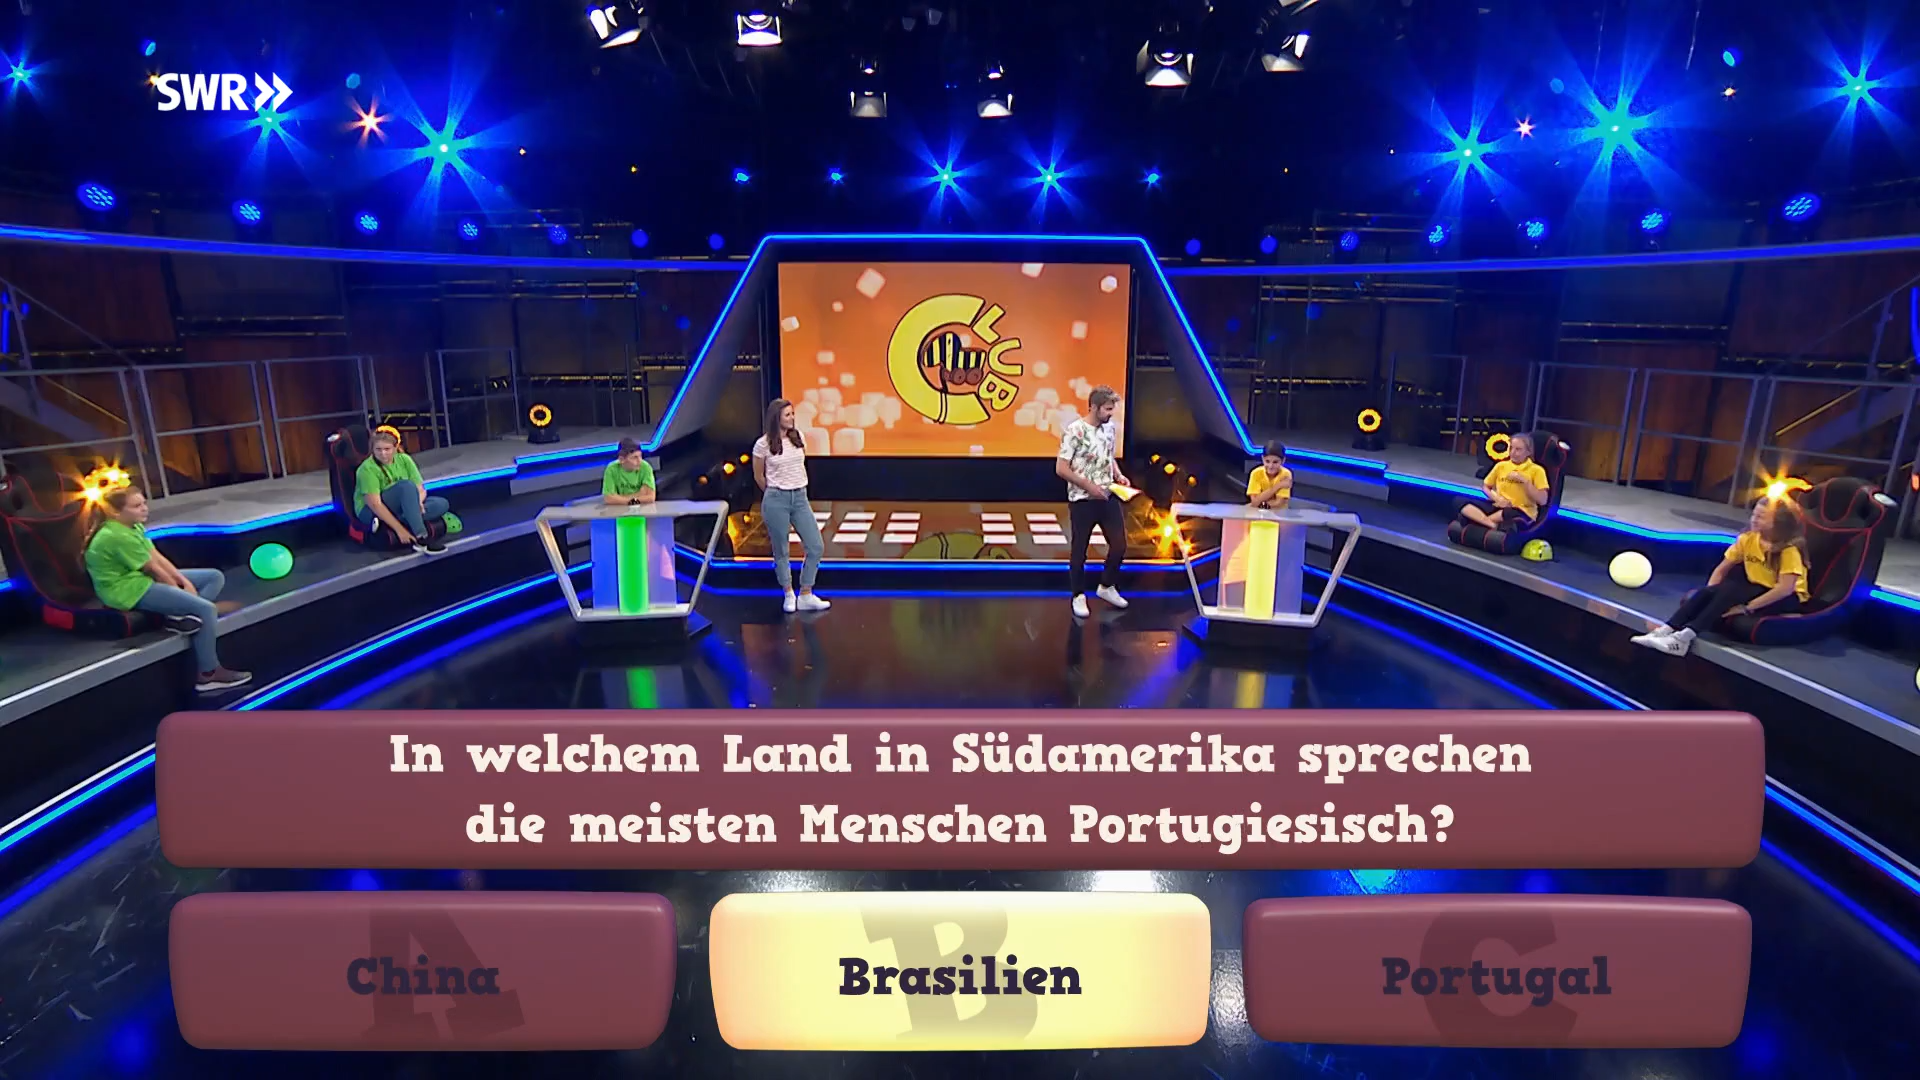 SWR
CLUB
In welchem Land in Südamerika sprechen
die meisten Menschen Portugiesisch?
A
China
B
Brasilien
C
Portugal